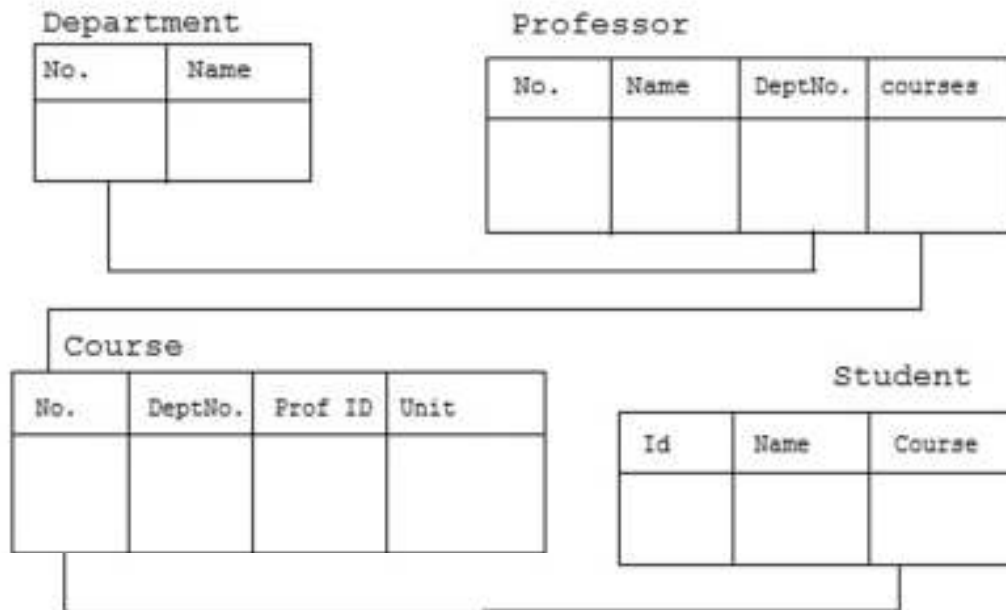 Department
No. Name
Professor
No. Name DeptNo. courses
Course
No. DeptNo. Prof ID Unit
Student
Id Name Course